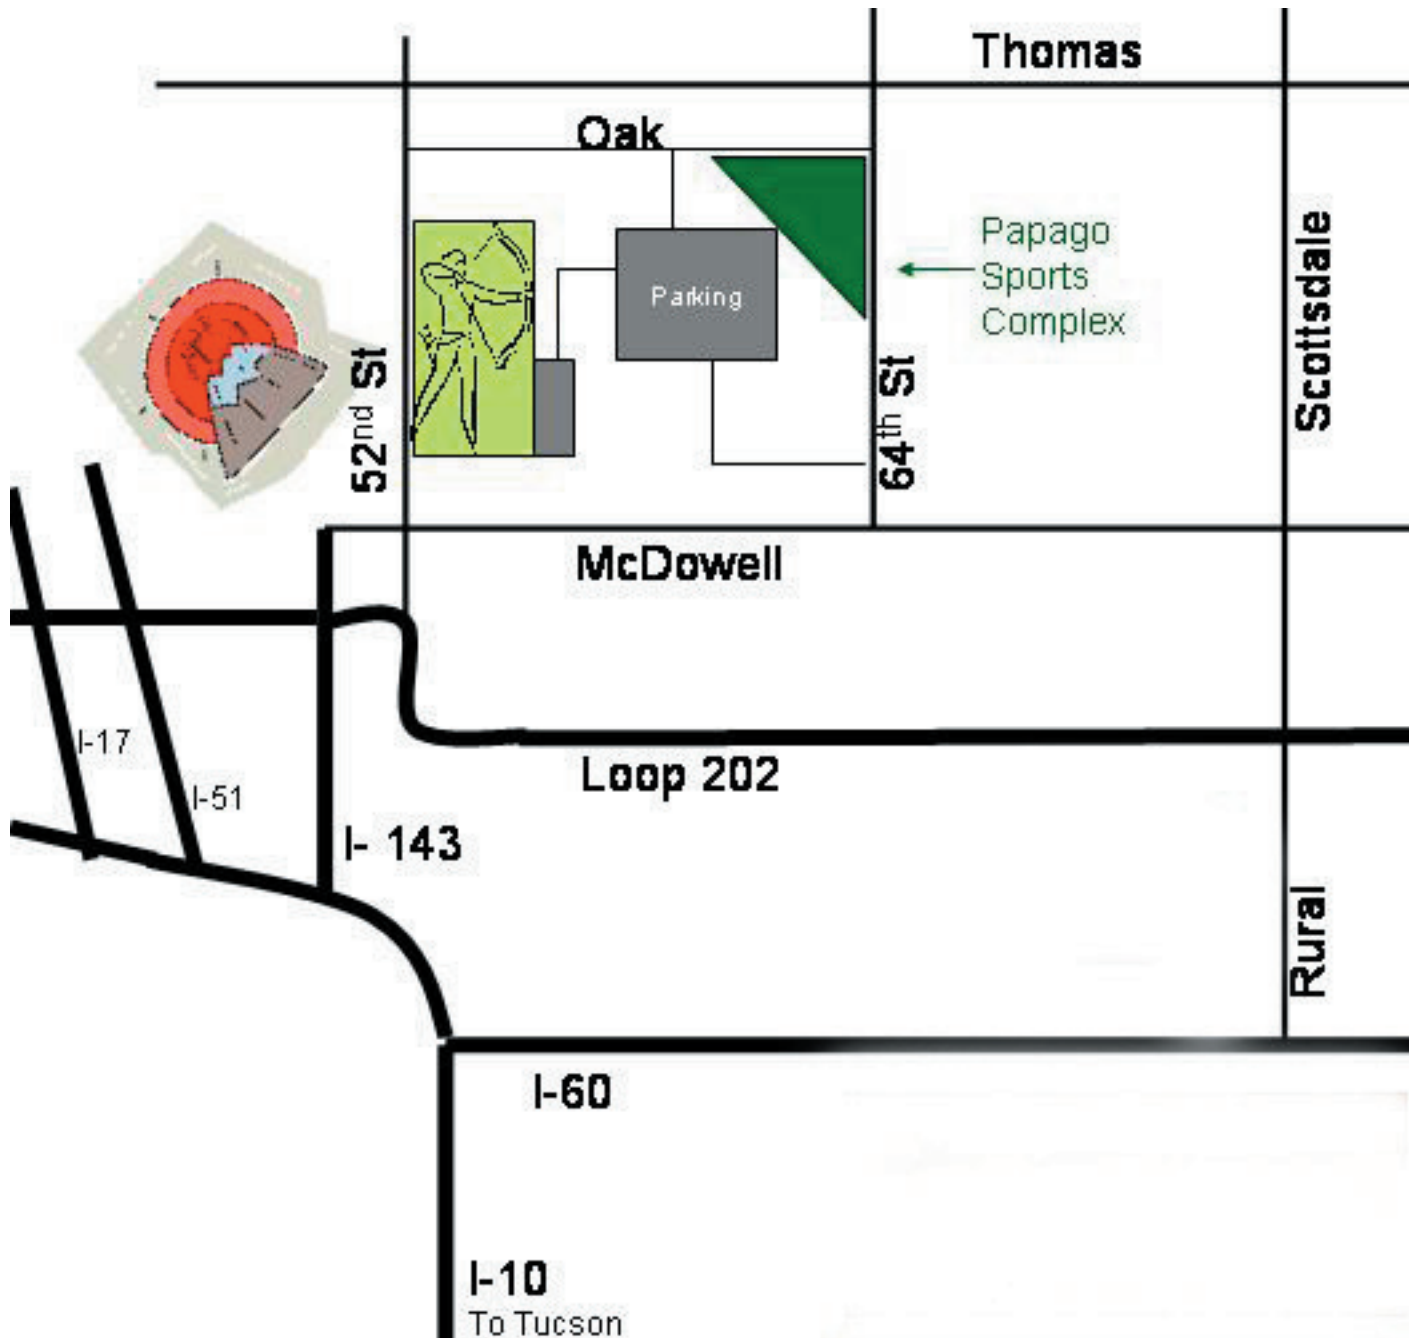 Thomas
Oak
Papago
Sports
Complex
Parking
Scottsdale
52nd St
64th St
McDowell
I-17
Loop 202
I-51
I- 143
Rural
I-60
I-10
To Tucson